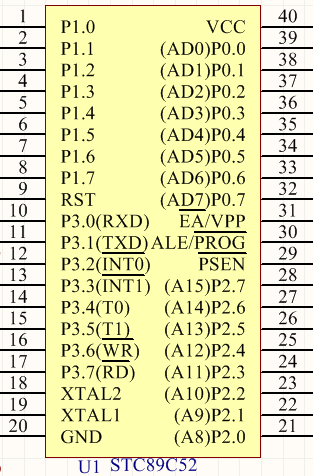 1 P1.0 VCC 40
2 P1.1 (AD0)P0.0 39
3 P1.2 (AD1)P0.1 38
4 P1.3 (AD2)P0.2 37
5 P1.4 (AD3)P0.3 36
6 P1.5 (AD4)P0.4 35
7 P1.6 (AD5)P0.5 34
8 P1.7 (AD6)P0.6 33
9 RST (AD7)P0.7 32
10 P3.0(RXD) EA/VPP 31
11 P3.1(TXD) ALE/PROG 30
12 P3.2(INT0) PSEN 29
13 P3.3(INT1) (A15)P2.7 28
14 P3.4(T0) (A14)P2.6 27
15 P3.5(T1) (A13)P2.5 26
16 P3.6(WR) (A12)P2.4 25
17 P3.7(RD) (A11)P2.3 24
18 XTAL2 (A10)P2.2 23
19 XTAL1 (A9)P2.1 22
20 GND (A8)P2.0 21
U1 STC89C52